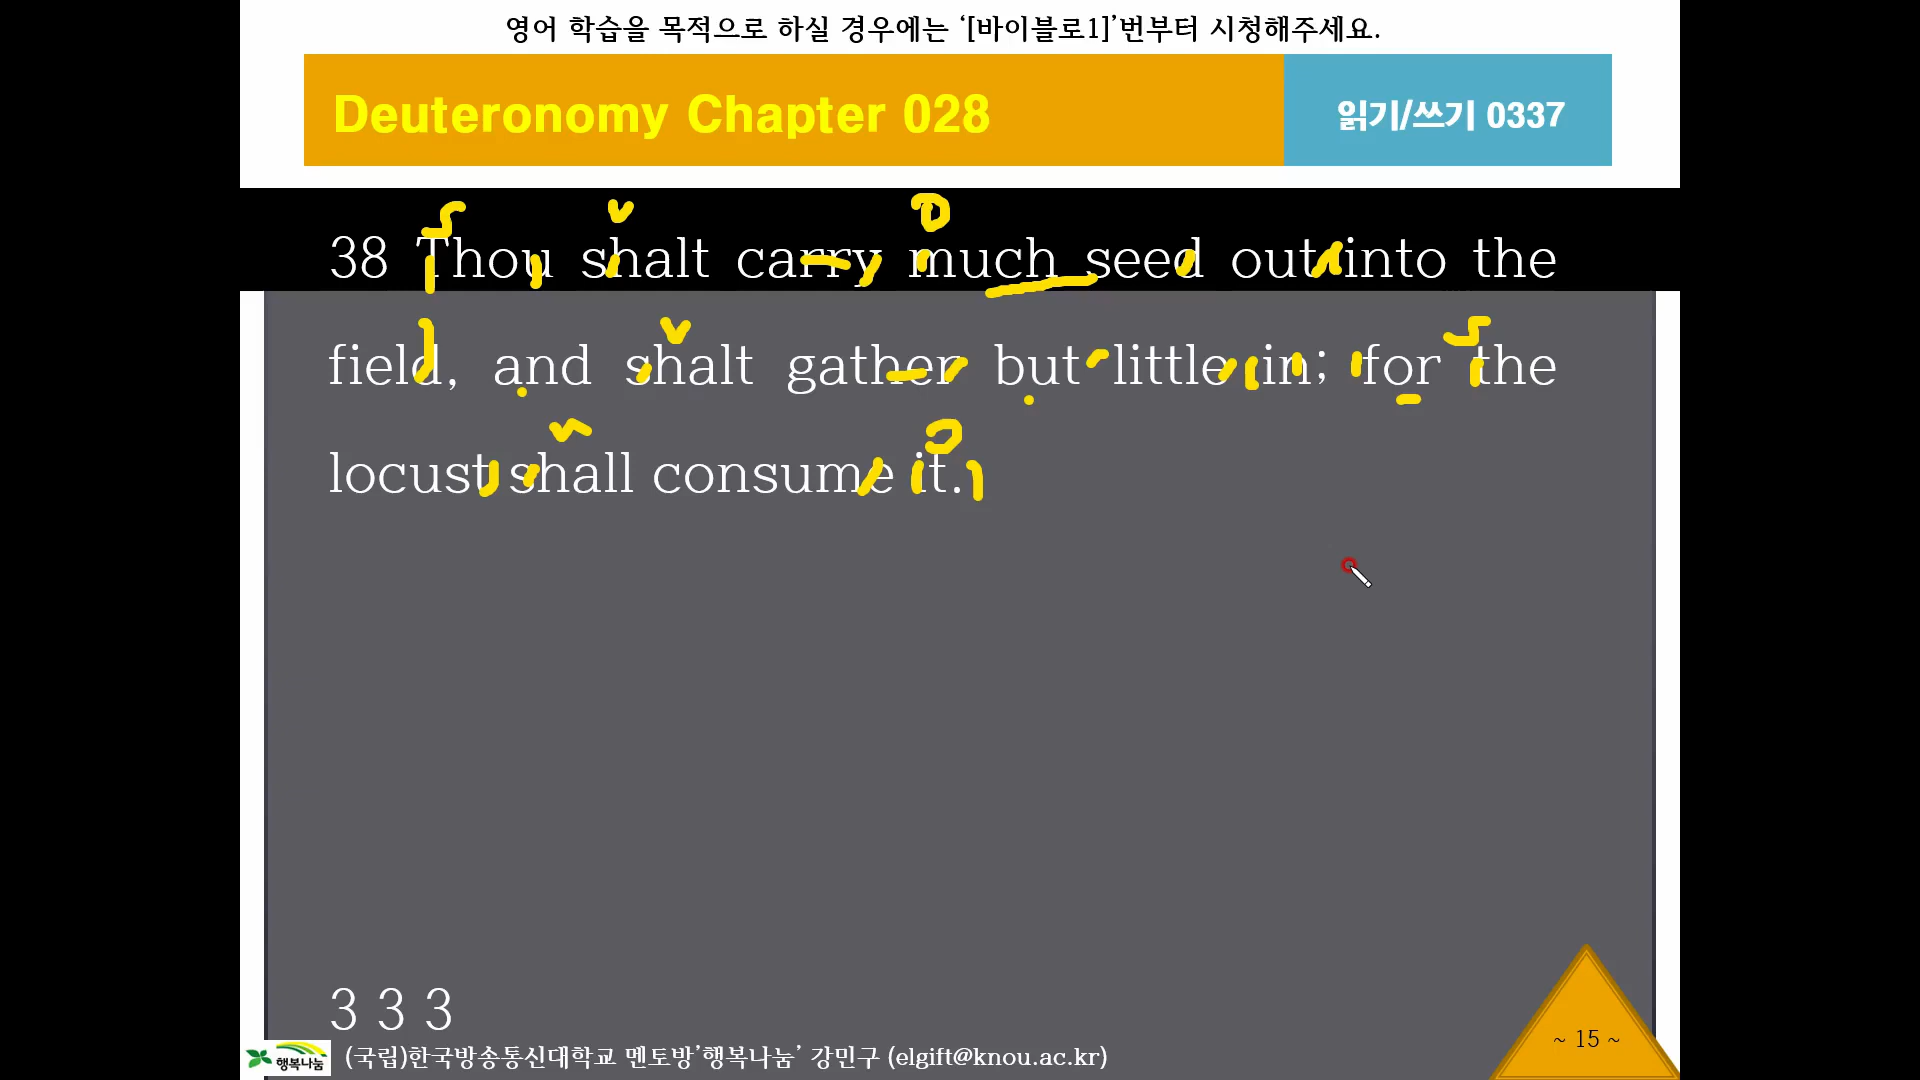 영어 학습을 목적으로 하실 경우에는 ‘[바이블로1]’번부터 시청해주세요.
Deuteronomy Chapter 028
읽기/쓰기 0337
38 Thou shalt carry much seed out into the
field, and shalt gather but little in; for the
locust shall consume it.
3 3 3
행복나눔
(국립)한국방송통신대학교 멘토방’행복나눔’ 강민구 (elgift@knou.ac.kr)
~ 15 ~